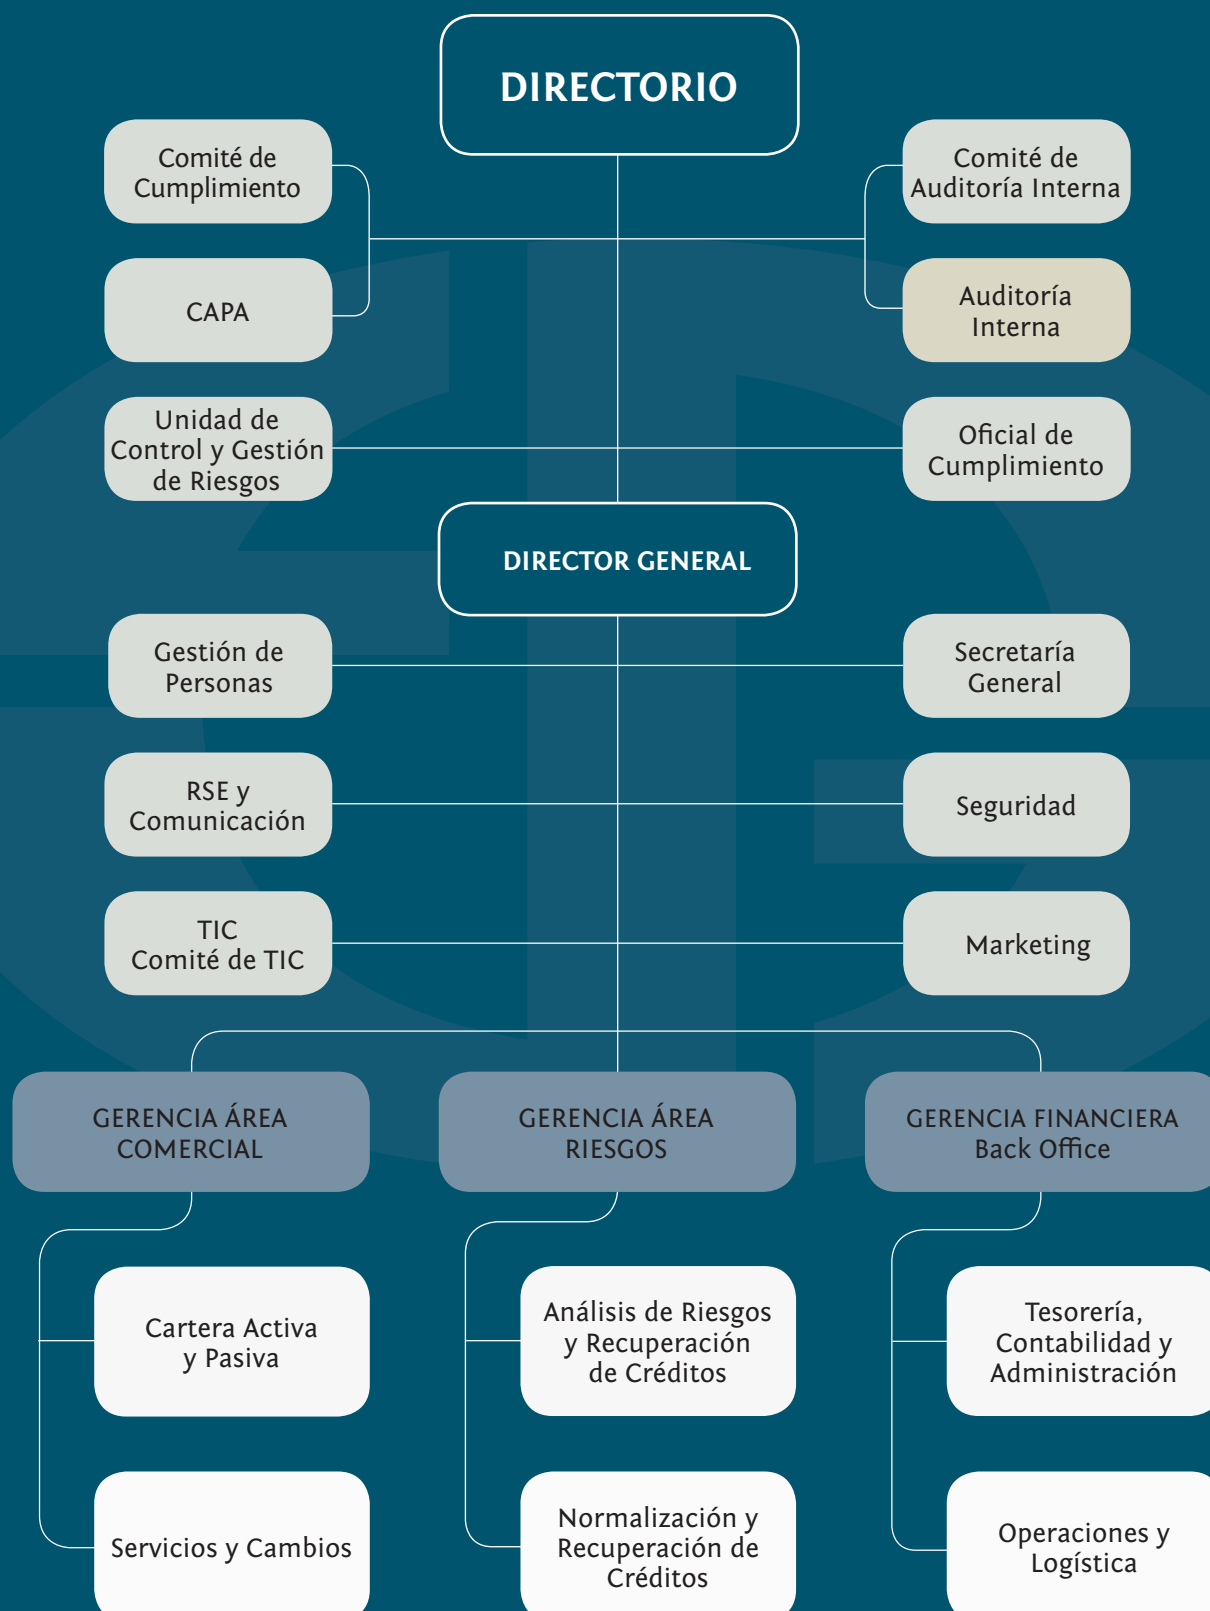 DIRECTORIO
Comité de
Cumplimiento
Comité de
Auditoría Interna
CAPA
Auditoría
Interna
Unidad de
Control y Gestión
de Riesgos
Oficial de
Cumplimiento
DIRECTOR GENERAL
Gestión de
Personas
Secretaría
General
RSE y
Comunicación
Seguridad
TIC
Comité de TIC
Marketing
GERENCIA ÁREA
COMERCIAL
GERENCIA ÁREA
RIESGOS
GERENCIA FINANCIERA
Back Office
Cartera Activa
y Pasiva
Análisis de Riesgos
y Recuperación
de Créditos
Tesorería,
Contabilidad y
Administración
Servicios y Cambios
Normalización y
Recuperación de
Créditos
Operaciones y
Logística